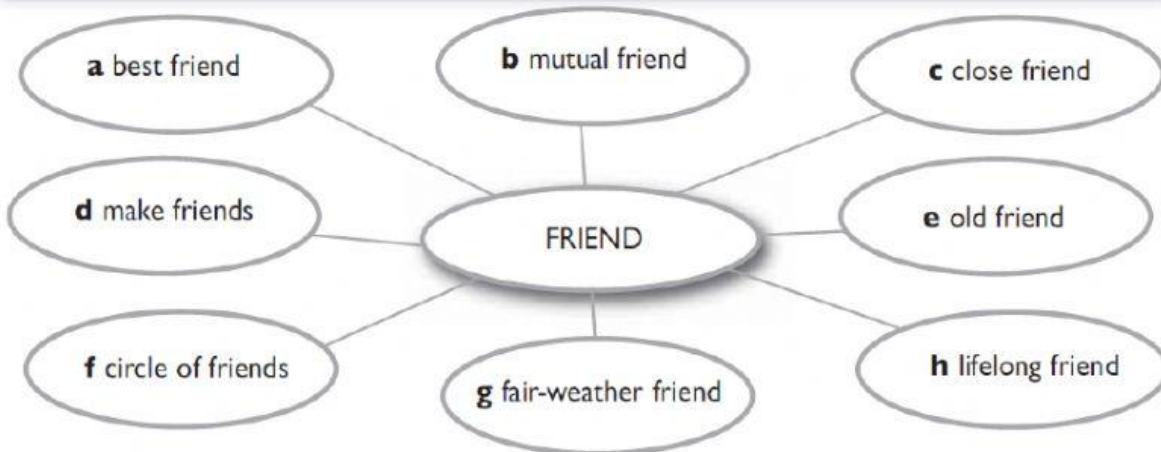 a best friend
b mutual friend
c close friend
d make friends
FRIEND
e old friend
f circle of friends
g fair-weather friend
h lifelong friend